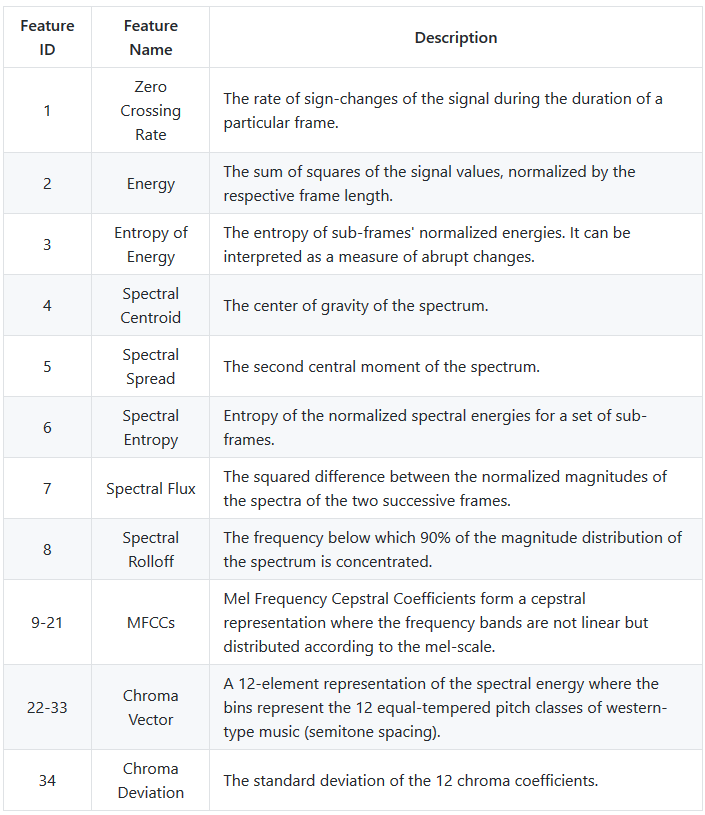 Feature ID
Feature Name
Description
1
Zero Crossing Rate
The rate of sign-changes of the signal during the duration of a
particular frame.
2
Energy
The sum of squares of the signal values, normalized by the
respective frame length.
3
Entropy of Energy
The entropy of sub-frames' normalized energies. It can be
interpreted as a measure of abrupt changes.
4
Spectral Centroid
The center of gravity of the spectrum.
5
Spectral Spread
The second central moment of the spectrum.
6
Spectral Entropy
Entropy of the normalized spectral energies for a set of sub-
frames.
7
Spectral Flux
The squared difference between the normalized magnitudes of
the spectra of the two successive frames.
8
Spectral Rolloff
The frequency below which 90% of the magnitude distribution of
the spectrum is concentrated.
9-21
MFCCs
Mel Frequency Cepstral Coefficients form a cepstral
representation where the frequency bands are not linear but
distributed according to the mel-scale.
22-33
Chroma Vector
A 12-element representation of the spectral energy where the
bins represent the 12 equal-tempered pitch classes of western-
type music (semitone spacing).
34
Chroma Deviation
The standard deviation of the 12 chroma coefficients.